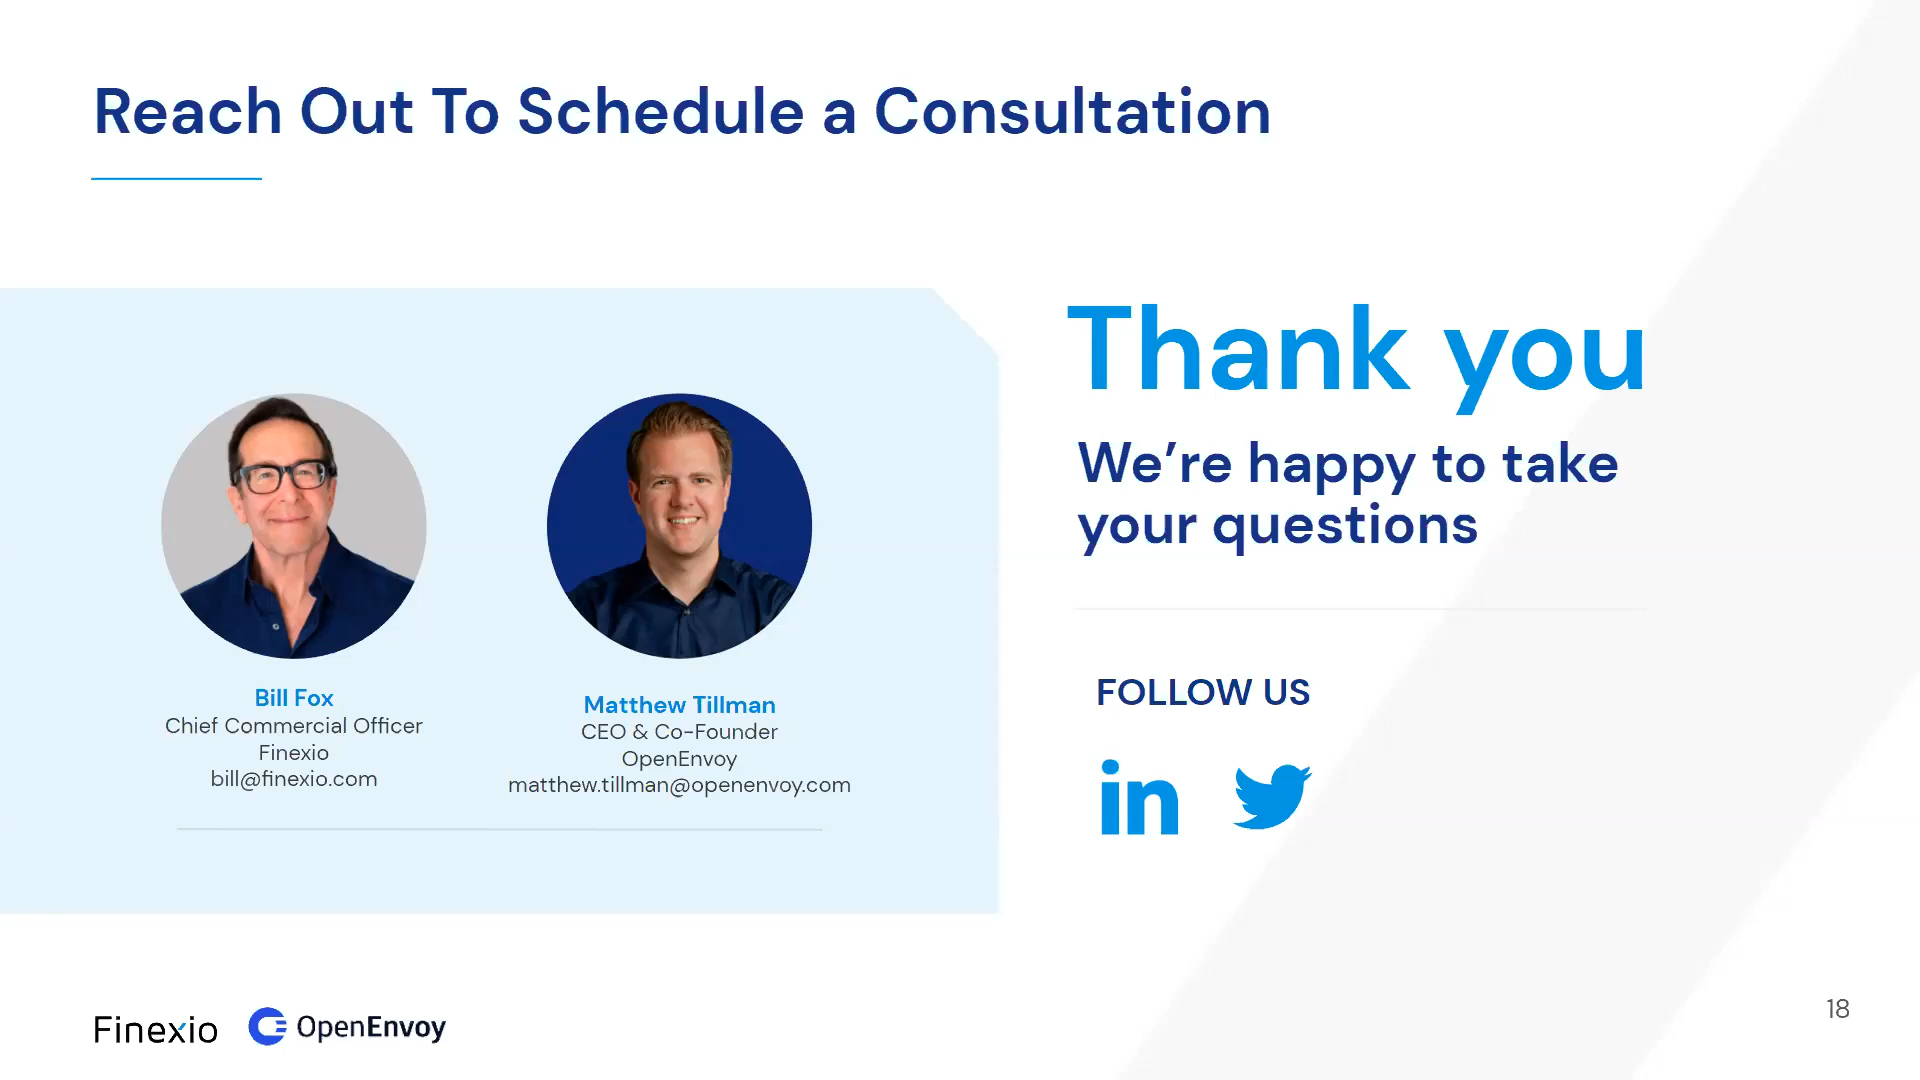 Reach Out To Schedule a Consultation
Bill Fox
Chief Commercial Officer
Finexio
bill@finexio.com
Matthew Tillman
CEO & Co-Founder
OpenEnvoy
matthew.tillman@openenvoy.com
Thank you
We’re happy to take
your questions
FOLLOW US
in
Finexio
OpenEnvoy
18